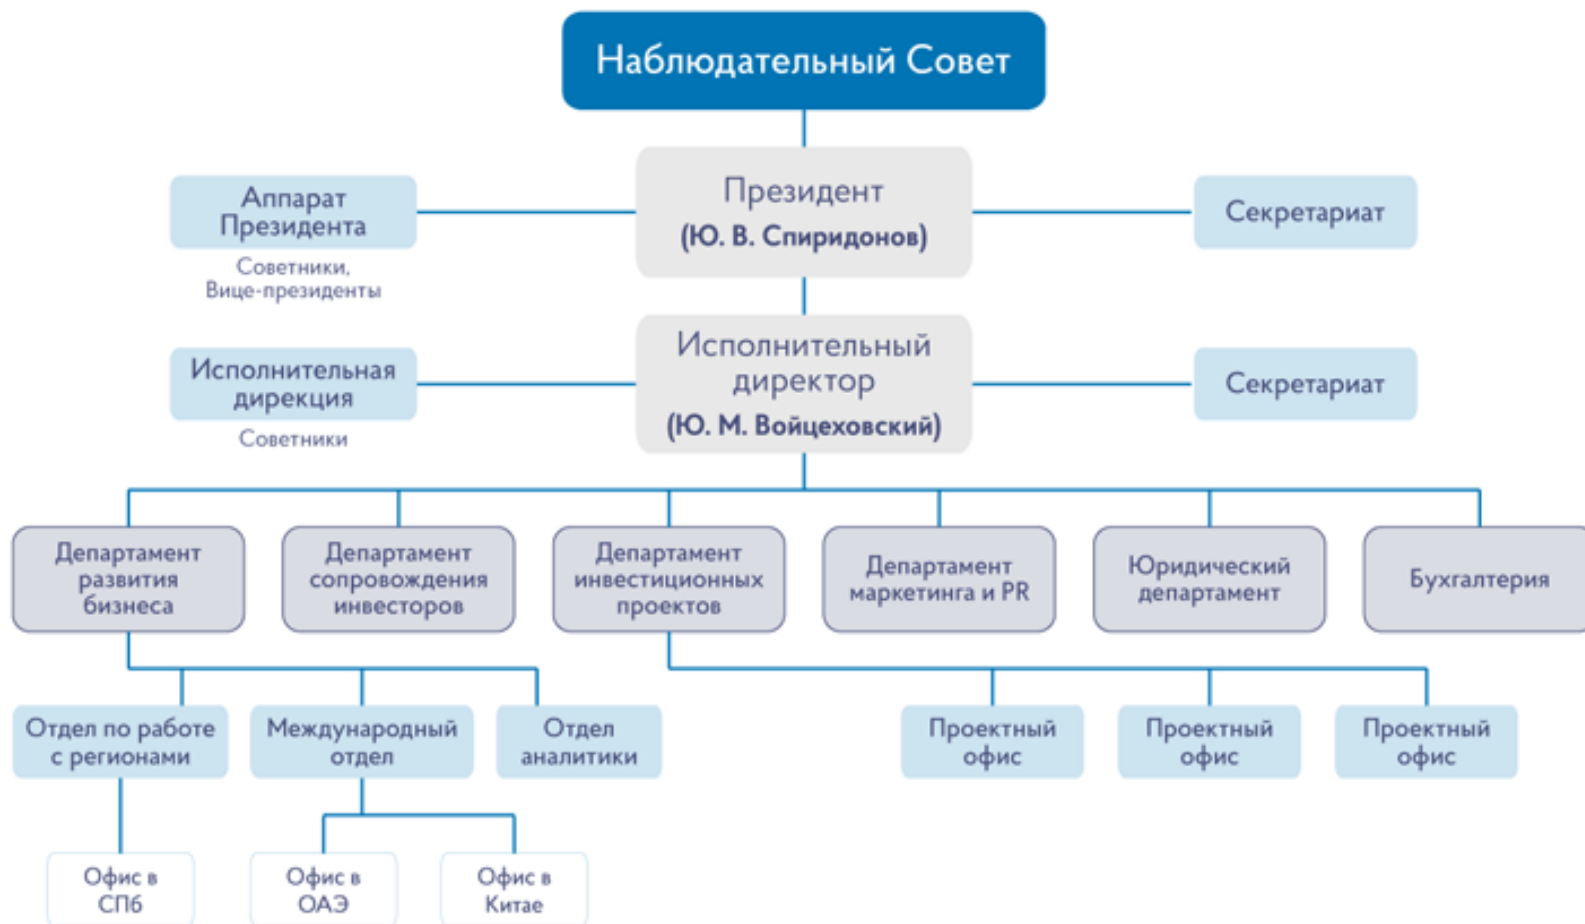 Наблюдательный Совет
Аппарат
Президента
Советники,
Вице-президенты
Президент
(Ю. В. Спиридонов)
Секретариат
Исполнительная
дирекция
Советники
Исполнительный
директор
(Ю. М. Войцеховский)
Секретариат
Департамент
развития
бизнеса
Департамент
сопровождения
инвесторов
Департамент
инвестиционных
проектов
Департамент
маркетинга и PR
Юридический
департамент
Бухгалтерия
Отдел по работе
с регионами
Международный
отдел
Отдел
аналитики
Проектный
офис
Проектный
офис
Проектный
офис
Офис в
СПб
Офис в
ОАЭ
Офис в
Китае